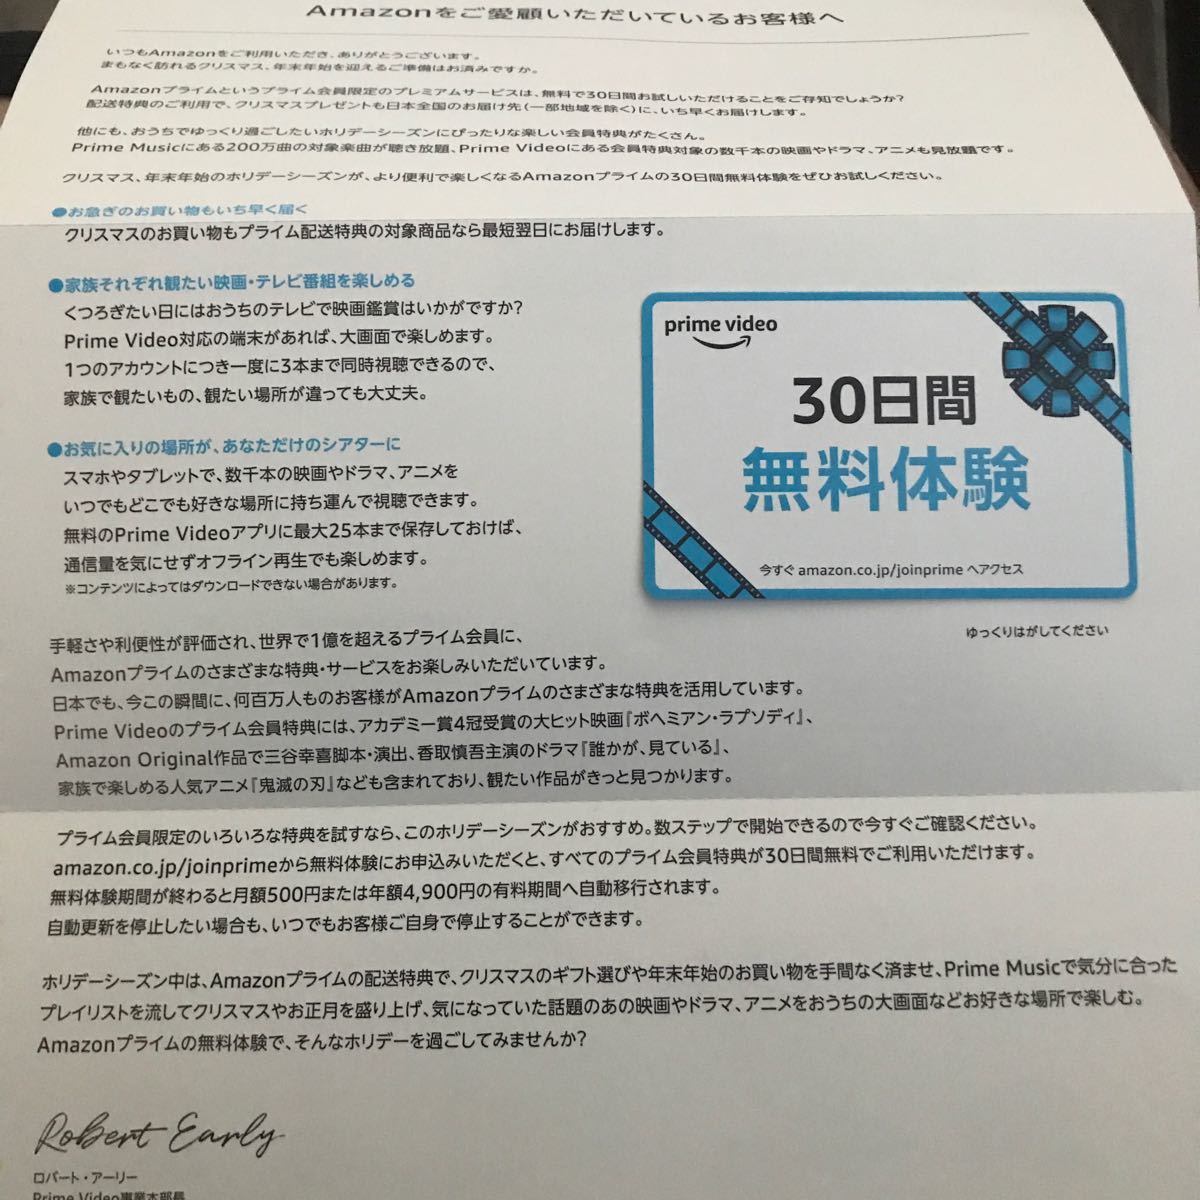 Amazonをご愛顧いただいているお客様へ
いつもAmazonをご利用いただき、ありがとうございます。
まもなく訪れるクリスマス、年末年始を迎えるご準備はお済みですか。
Amazonプライムというプライム会員限定のプレミアムサービスは、無料で30日間お試しいただけることをご存知でしょうか?
配送特典のご利用で、クリスマスプレゼントも日本全国のお届け先(一部地域を除く)に、いち早くお届けします。
他にも、おうちでゆっくり過ごしたいホリデーシーズンにぴったりな楽しい会員特典がたくさん。
Prime Musicにある200万曲の対象楽曲が聴き放題、Prime Videoにある会員特典対象の数千本の映画やドラマ、アニメも見放題です。
クリスマス、年末年始のホリデーシーズンが、より便利で楽しくなるAmazonプライムの30日間無料体験をぜひお試しください。
●お急ぎのお買い物もいち早く届く
クリスマスのお買い物もプライム配送特典の対象商品なら最短翌日にお届けします。
●家族それぞれ観たい映画・テレビ番組を楽しめる
くつろぎたい日にはおうちのテレビで映画鑑賞はいかがですか?
Prime Video対応の端末があれば、大画面で楽しめます。
1つのアカウントにつき一度に3本まで同時視聴できるので、
家族で観たいもの、観たい場所が違っても大丈夫。
●お気に入りの場所が、あなただけのシアターに
スマホやタブレットで、数千本の映画やドラマ、アニメを
いつでもどこでも好きな場所に持ち運んで視聴できます。
無料のPrime Videoアプリに最大25本まで保存しておけば、
通信量を気にせずオフライン再生でも楽しめます。
※コンテンツによってはダウンロードできない場合があります。
prime video
30日間
無料体験
今すぐ amazon.co.jp/joinprime へアクセス
ゆっくりはがしてください
手軽さや利便性が評価され、世界で1億を超えるプライム会員に、
Amazonプライムのさまざまな特典・サービスをお楽しみいただいています。
日本でも、今この瞬間に、何百万人ものお客様がAmazonプライムのさまざまな特典を活用しています。
Prime Videoのプライム会員特典には、アカデミー賞4冠受賞の大ヒット映画『ボヘミアン・ラプソディ』、
Amazon Original作品で三谷幸喜脚本・演出、香取慎吾主演のドラマ『誰かが、見ている』、
家族で楽しめる人気アニメ『鬼滅の刃』なども含まれており、観たい作品がきっと見つかります。
プライム会員限定のいろいろな特典を試すなら、このホリデーシーズンがおすすめ。数ステップで開始できるので今すぐご確認ください。
amazon.co.jp/joinprimeから無料体験にお申込みいただくと、すべてのプライム会員特典が30日間無料でご利用いただけます。
無料体験期間が終わると月額500円または年額4,900円の有料期間へ自動移行されます。
自動更新を停止したい場合も、いつでもお客様ご自身で停止することができます。
ホリデーシーズン中は、Amazonプライムの配送特典で、クリスマスのギフト選びや年末年始のお買い物を手間なく済ませ、Prime Musicで気分に合った
プレイリストを流してクリスマスやお正月を盛り上げ、気になっていた話題のあの映画やドラマ、アニメをおうちの大画面などお好きな場所で楽しむ。
Amazonプライムの無料体験で、そんなホリデーを過ごしてみませんか?
Robert Early
ロバート・アーリー
Prime Video事業本部長